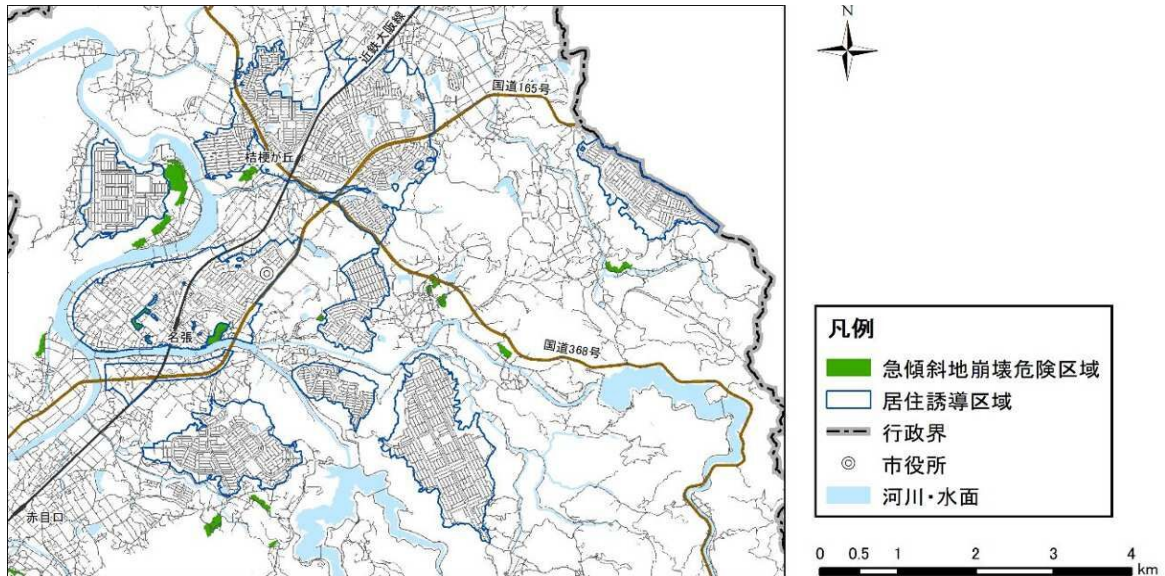 近鉄大阪線
国道165号
桔梗が丘
名張
国道368号
赤目口
N
凡例
急傾斜地崩壊危険区域
居住誘導区域
行政界
市役所
河川・水面
0 0.5 1 2 3 4
km